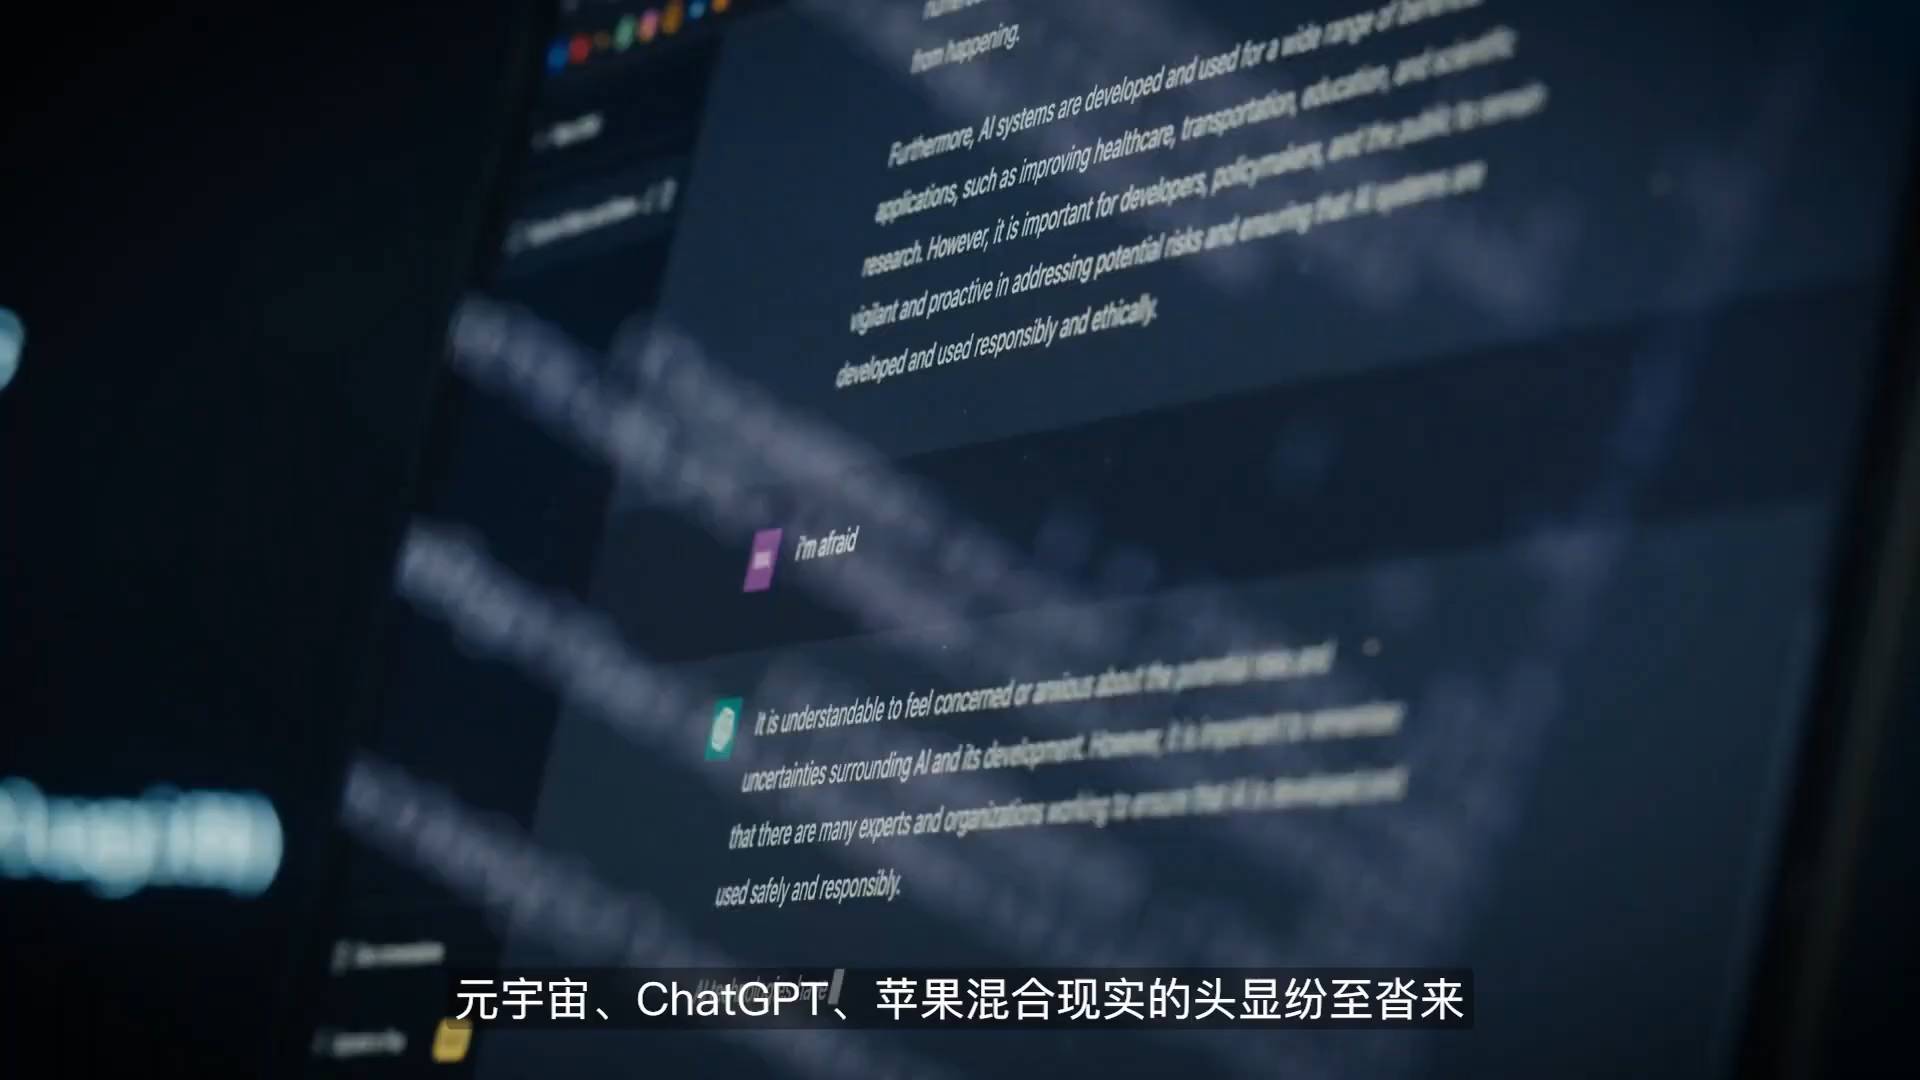 from happening.
Furthermore, AI systems are developed and used for a wide range of
applications, such as improving healthcare, transportation, education, and scientific
research. However, it is important for developers, policymakers, and the public to remain
vigilant and proactive in addressing potential risks and ensuring that AI systems are
developed and used responsibly and ethically.
i'm afraid
It is understandable to feel concerned or anxious about the potential risks and
uncertainties surrounding AI and its development. However, it is important to remember
that there are many experts and organizations working to ensure that AI is developed and
used safely and responsibly.
元宇宙、ChatGPT、苹果混合现实的头显纷至沓来